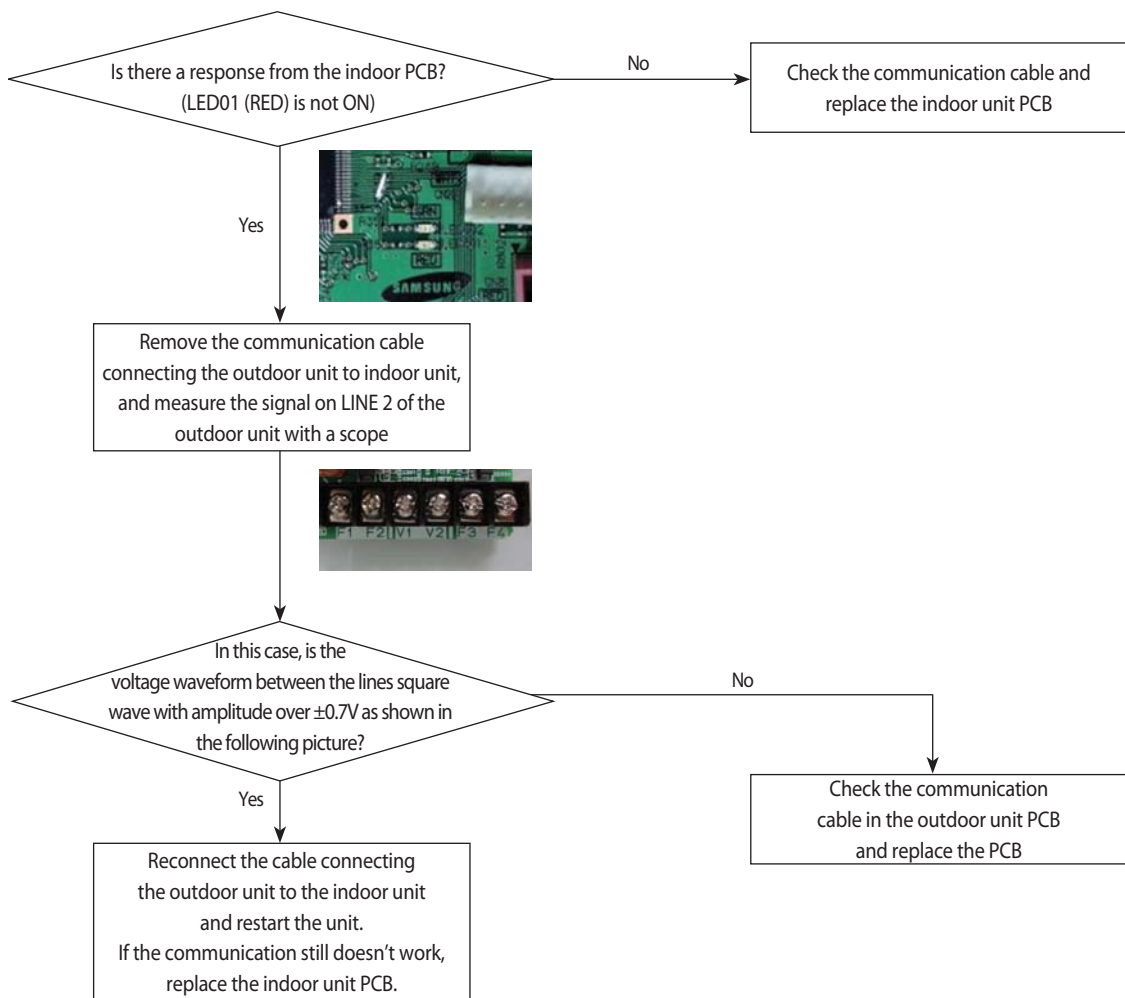 Is there a response from the indoor PCB?
(LED01 (RED) is not ON)
No
Check the communication cable and
replace the indoor unit PCB
Yes
RED
SAMSUNG
Remove the communication cable
connecting the outdoor unit to indoor unit,
and measure the signal on LINE 2 of the
outdoor unit with a scope
F1 F2 V1 V2 F3 F4
In this case, is the
voltage waveform between the lines square
wave with amplitude over ±0.7V as shown in
the following picture?
No
Yes
Check the communication
cable in the outdoor unit PCB
and replace the PCB
Reconnect the cable connecting
the outdoor unit to the indoor unit
and restart the unit.
If the communication still doesn't work,
replace the indoor unit PCB.